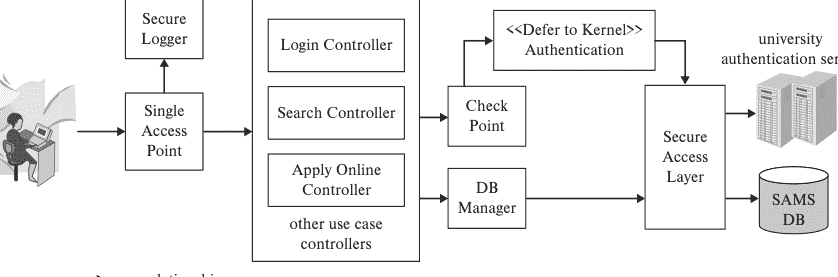 Secure
Logger
Single
Access
Point
Login Controller
Search Controller
Apply Online
Controller
other use case
controllers
<<Defer to Kernel>>
Authentication
Check
Point
DB
Manager
Secure
Access
Layer
university
authentication
SAMS
DB